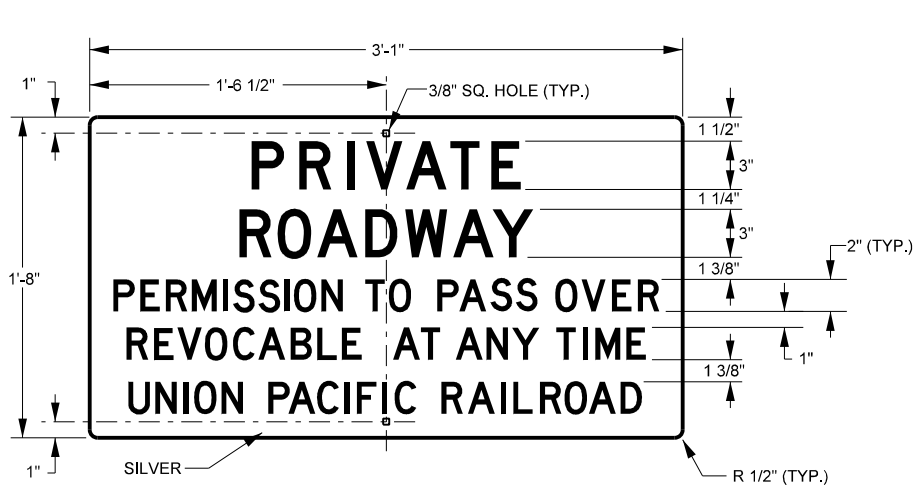 3'-1"
1'-6 1/2"
1"
3/8" SQ. HOLE (TYP.)
1 1/2"
PRIVATE
3"
1 1/4"
ROADWAY
3"
2" (TYP.)
1'-8"
1 3/8"
PERMISSION TO PASS OVER
REVOCABLE AT ANY TIME
1"
1 3/8"
UNION PACIFIC RAILROAD
1"
SILVER
R 1/2" (TYP.)